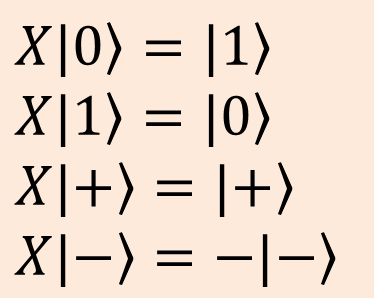 X|0⟩ = |1⟩
X|1⟩ = |0⟩
X|+⟩ = |+⟩
X|−⟩ = −|−⟩